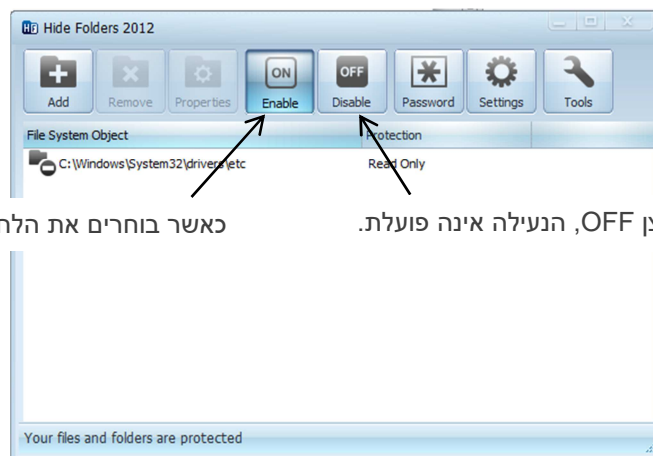 Hide Folders 2012
Add Remove Properties Enable Disable Password Settings Tools
ON OFF
File System Object Protection
C:\Windows\System32\drivers\etc Read Only
כאשר בוחרים את
OFF, הנעילה אינה פועלת.
Your files and folders are protected